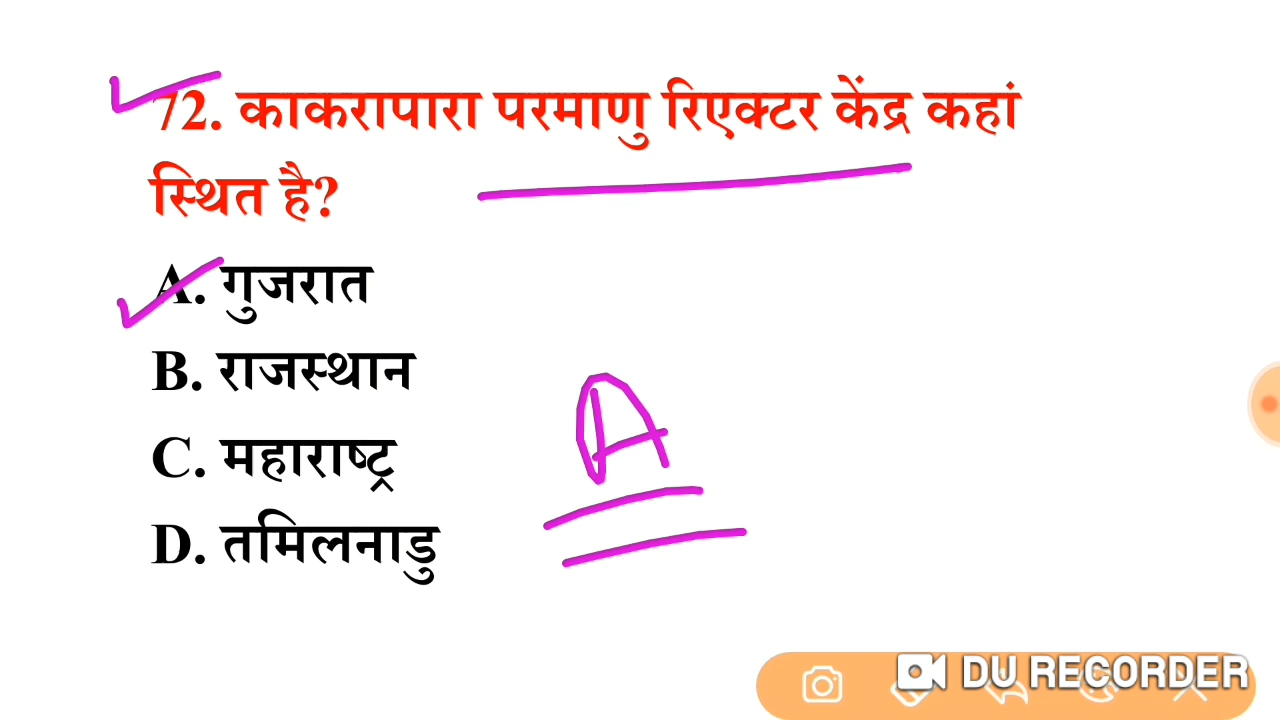 72. काकरापारा परमाणु रिएक्टर केंद्र कहां
स्थित है?
A. गुजरात
B. राजस्थान
C. महाराष्ट्र
D. तमिलनाडु
A
DU RECORDER